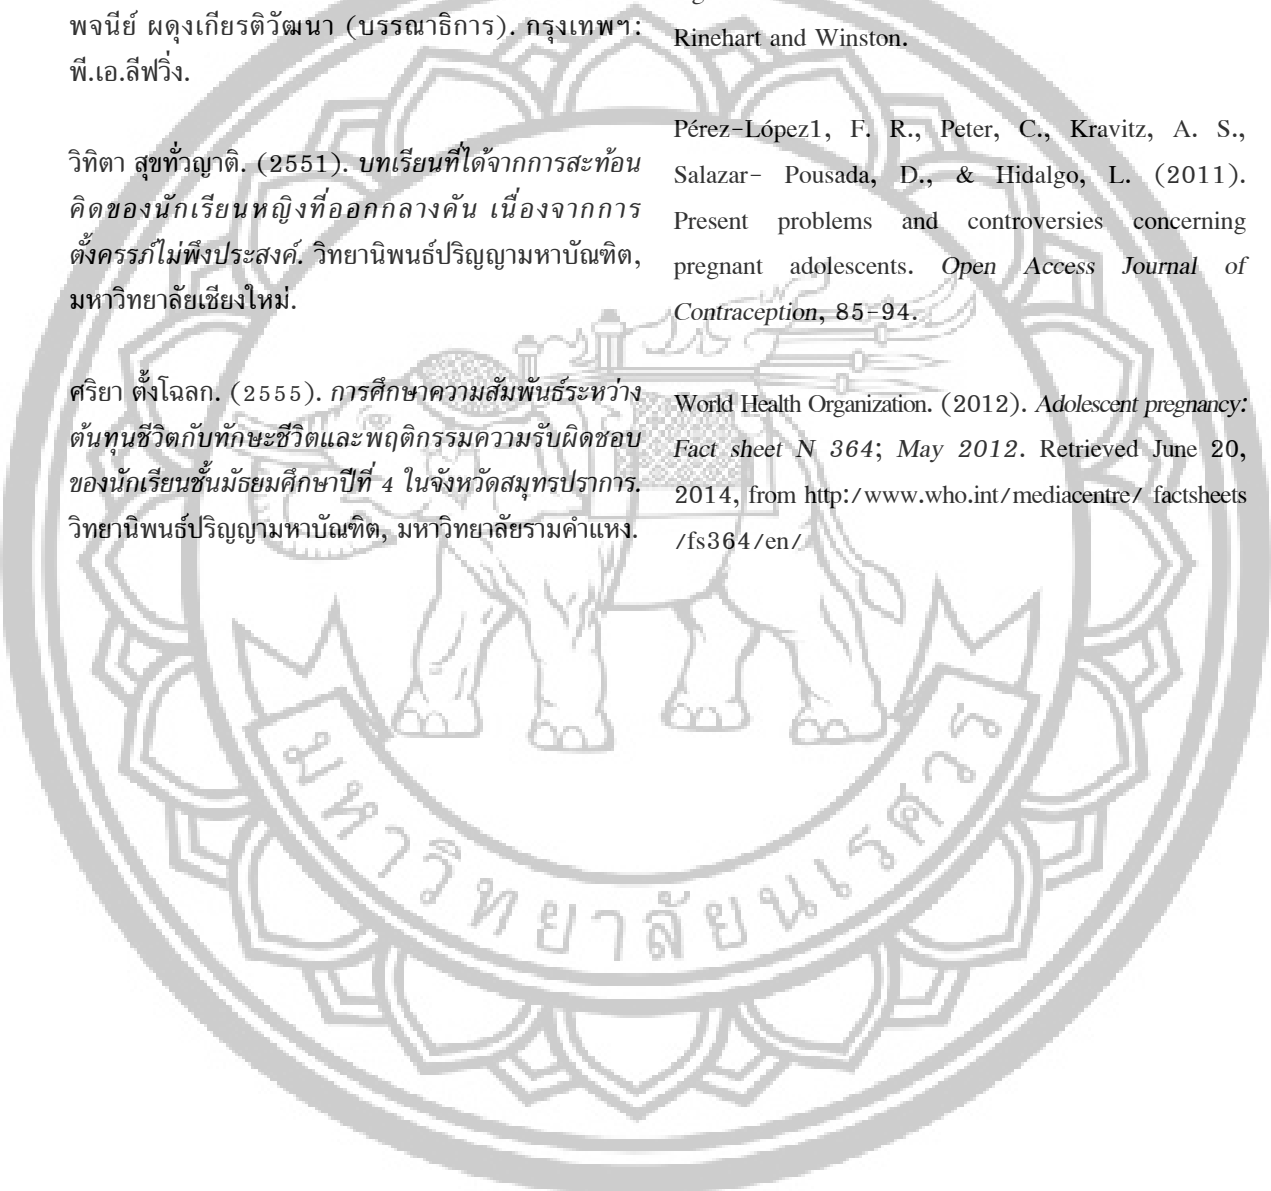 พจนีย์ ผดุงเกียรติวัฒนา (บรรณาธิการ). กรุงเทพฯ:
พี.เอ.ลีฟวิ่ง.
วิทิตา สุขทั่วญาติ. (2551). บทเรียนที่ได้จากการสะท้อน
คิดของนักเรียนหญิงที่ออกกลางคัน เนื่องจากการ
ตั้งครรภ์ไม่พึงประสงค์. วิทยานิพนธ์ปริญญามหาบัณฑิต,
มหาวิทยาลัยเชียงใหม่.
ศริยา ตั้งโฉลก. (2555). การศึกษาความสัมพันธ์ระหว่าง
ต้นทุนชีวิตกับทักษะชีวิตและพฤติกรรมความรับผิดชอบ
ของนักเรียนชั้นมัธยมศึกษาปีที่ 4 ในจังหวัดสมุทรปราการ.
วิทยานิพนธ์ปริญญามหาบัณฑิต, มหาวิทยาลัยรามคำแหง.
Rinehart and Winston.
Pérez-López1, F. R., Peter, C., Kravitz, A. S.,
Salazar- Pousada, D., & Hidalgo, L. (2011).
Present problems and controversies concerning
pregnant adolescents. Open Access Journal of
Contraception, 85-94.
World Health Organization. (2012). Adolescent pregnancy:
Fact sheet N 364; May 2012. Retrieved June 20,
2014, from http:/www.who.int/mediacentre/ factsheets
/fs364/en/
มหาวิทยาลัยนเรศวร